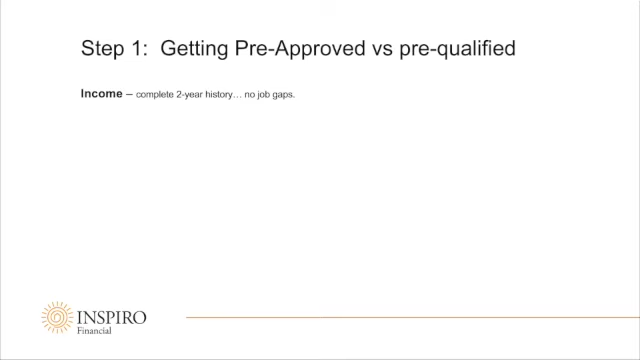 Step 1:  Getting Pre-Approved vs pre-qualified
Income – complete 2-year history… no job gaps.
INSPIRO
Financial